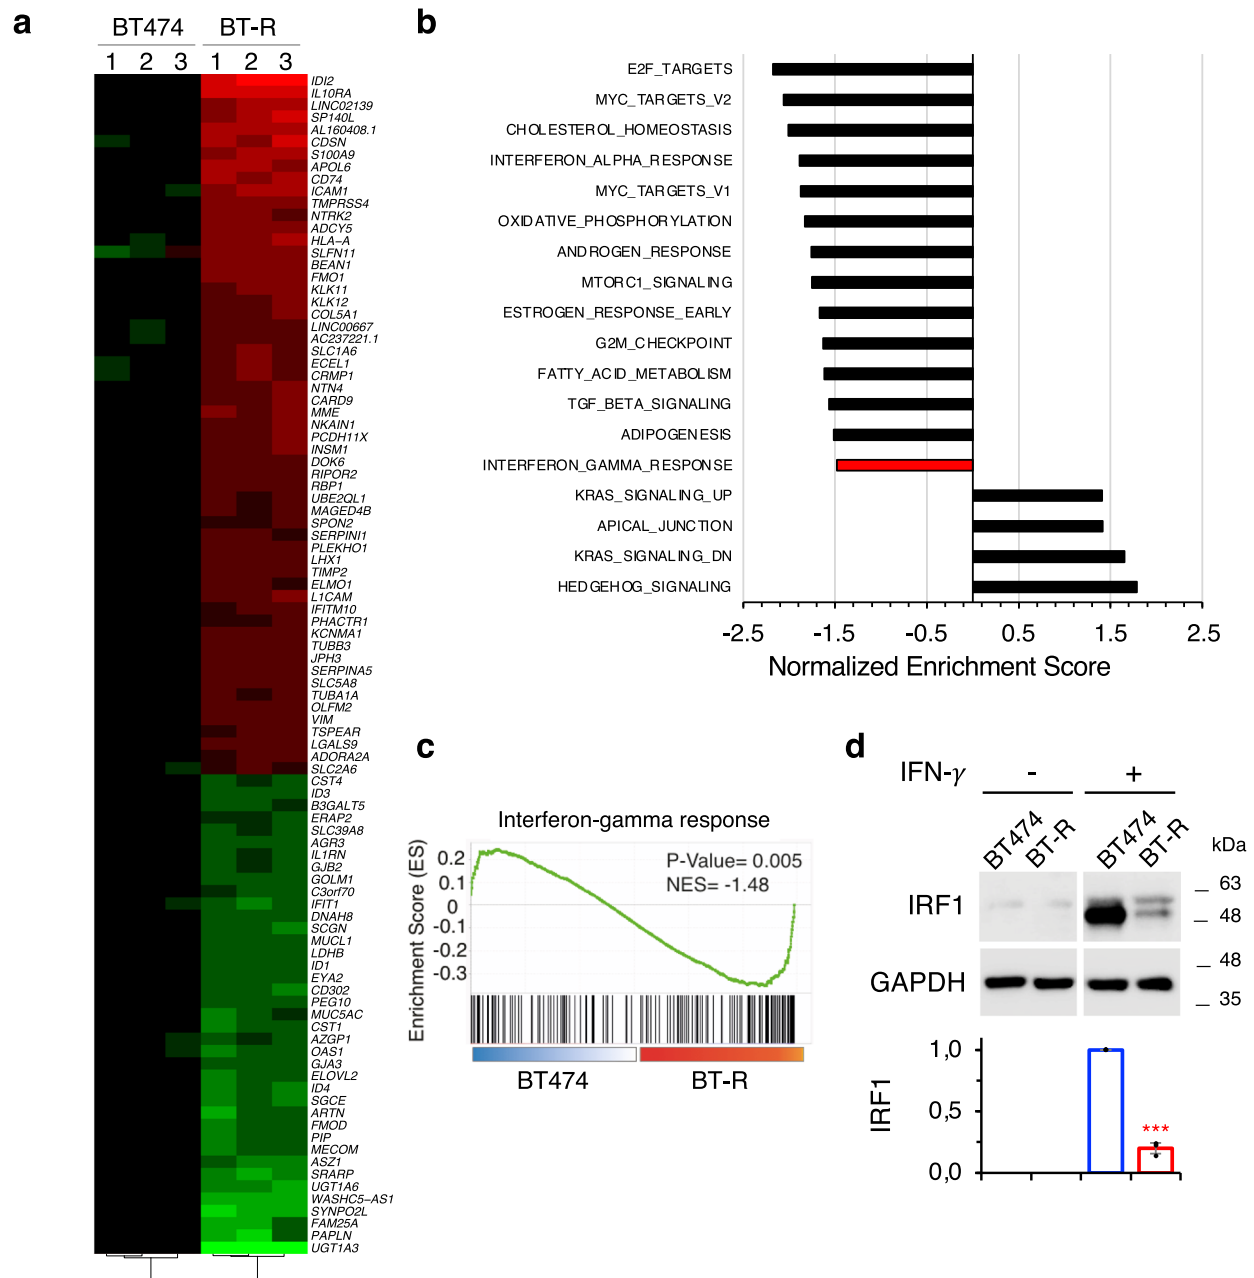 a
BT474 BT-R
1 2 3 1 2 3
IDI2
IL10RA
LINC02139
SP140L
AL160408.1
CDSN
S100A9
APOL6
CD74
ICAM1
TMPRSS4
NTRK2
ADCY5
HLA-A
SLFN11
BEAN1
FMO1
KLK11
KLK12
COL5A1
LINC00667
AC237221.1
SLC1A6
ECEL1
CRMP1
NTN4
CARD9
MME
NKAIN1
PCDH11X
INSM1
DOK6
RIPOR2
RBP1
UBE2QL1
MAGED4B
SPON2
SERPINI1
PLEKHO1
LHX1
TIMP2
ELMO1
L1CAM
IFITM10
PHACTR1
KCNMA1
TUBB3
JPH3
SERPINA5
SLC5A8
TUBA1A
OLFM2
VIM
TSPEAR
LGALS9
ADORA2A
SLC2A6
CST4
ID3
B3GALT5
ERAP2
SLC39A8
AGR3
IL1RN
GJB2
GOLM1
C3orf70
IFIT1
DNAH8
SCGN
MUCL1
LDHB
ID1
EYA2
CD302
PEG10
MUC5AC
CST1
AZGP1
OAS1
GJA3
ELOVL2
ID4
SGCE
ARTN
FMOD
PIP
MECOM
ASZ1
SRARP
UGT1A6
WASHC5-AS1
SYNPO2L
FAM25A
PAPLN
UGT1A3
b
E2F_TARGETS
MYC_TARGETS_V2
CHOLESTEROL_HOMEOSTASIS
INTERFERON_ALPHA_RESPONSE
MYC_TARGETS_V1
OXIDATIVE_PHOSPHORYLATION
ANDROGEN_RESPONSE
MTORC1_SIGNALING
ESTROGEN_RESPONSE_EARLY
G2M_CHECKPOINT
FATTY_ACID_METABOLISM
TGF_BETA_SIGNALING
ADIPOGENESIS
INTERFERON_GAMMA_RESPONSE
KRAS_SIGNALING_UP
APICAL_JUNCTION
KRAS_SIGNALING_DN
HEDGEHOG_SIGNALING
-2.5 -1.5 -0.5 0.5 1.5 2.5
Normalized Enrichment Score
c
Interferon-gamma response
P-Value= 0.005
NES= -1.48
Enrichment Score (ES)
0.2
0.1
0
-0.1
-0.2
-0.3
BT474 BT-R
d
IFN-γ - +
BT474 BT-R BT474 BT-R
kDa
IRF1
63
48
GAPDH
48
35
IRF1
1,0
0,5
0,0
***